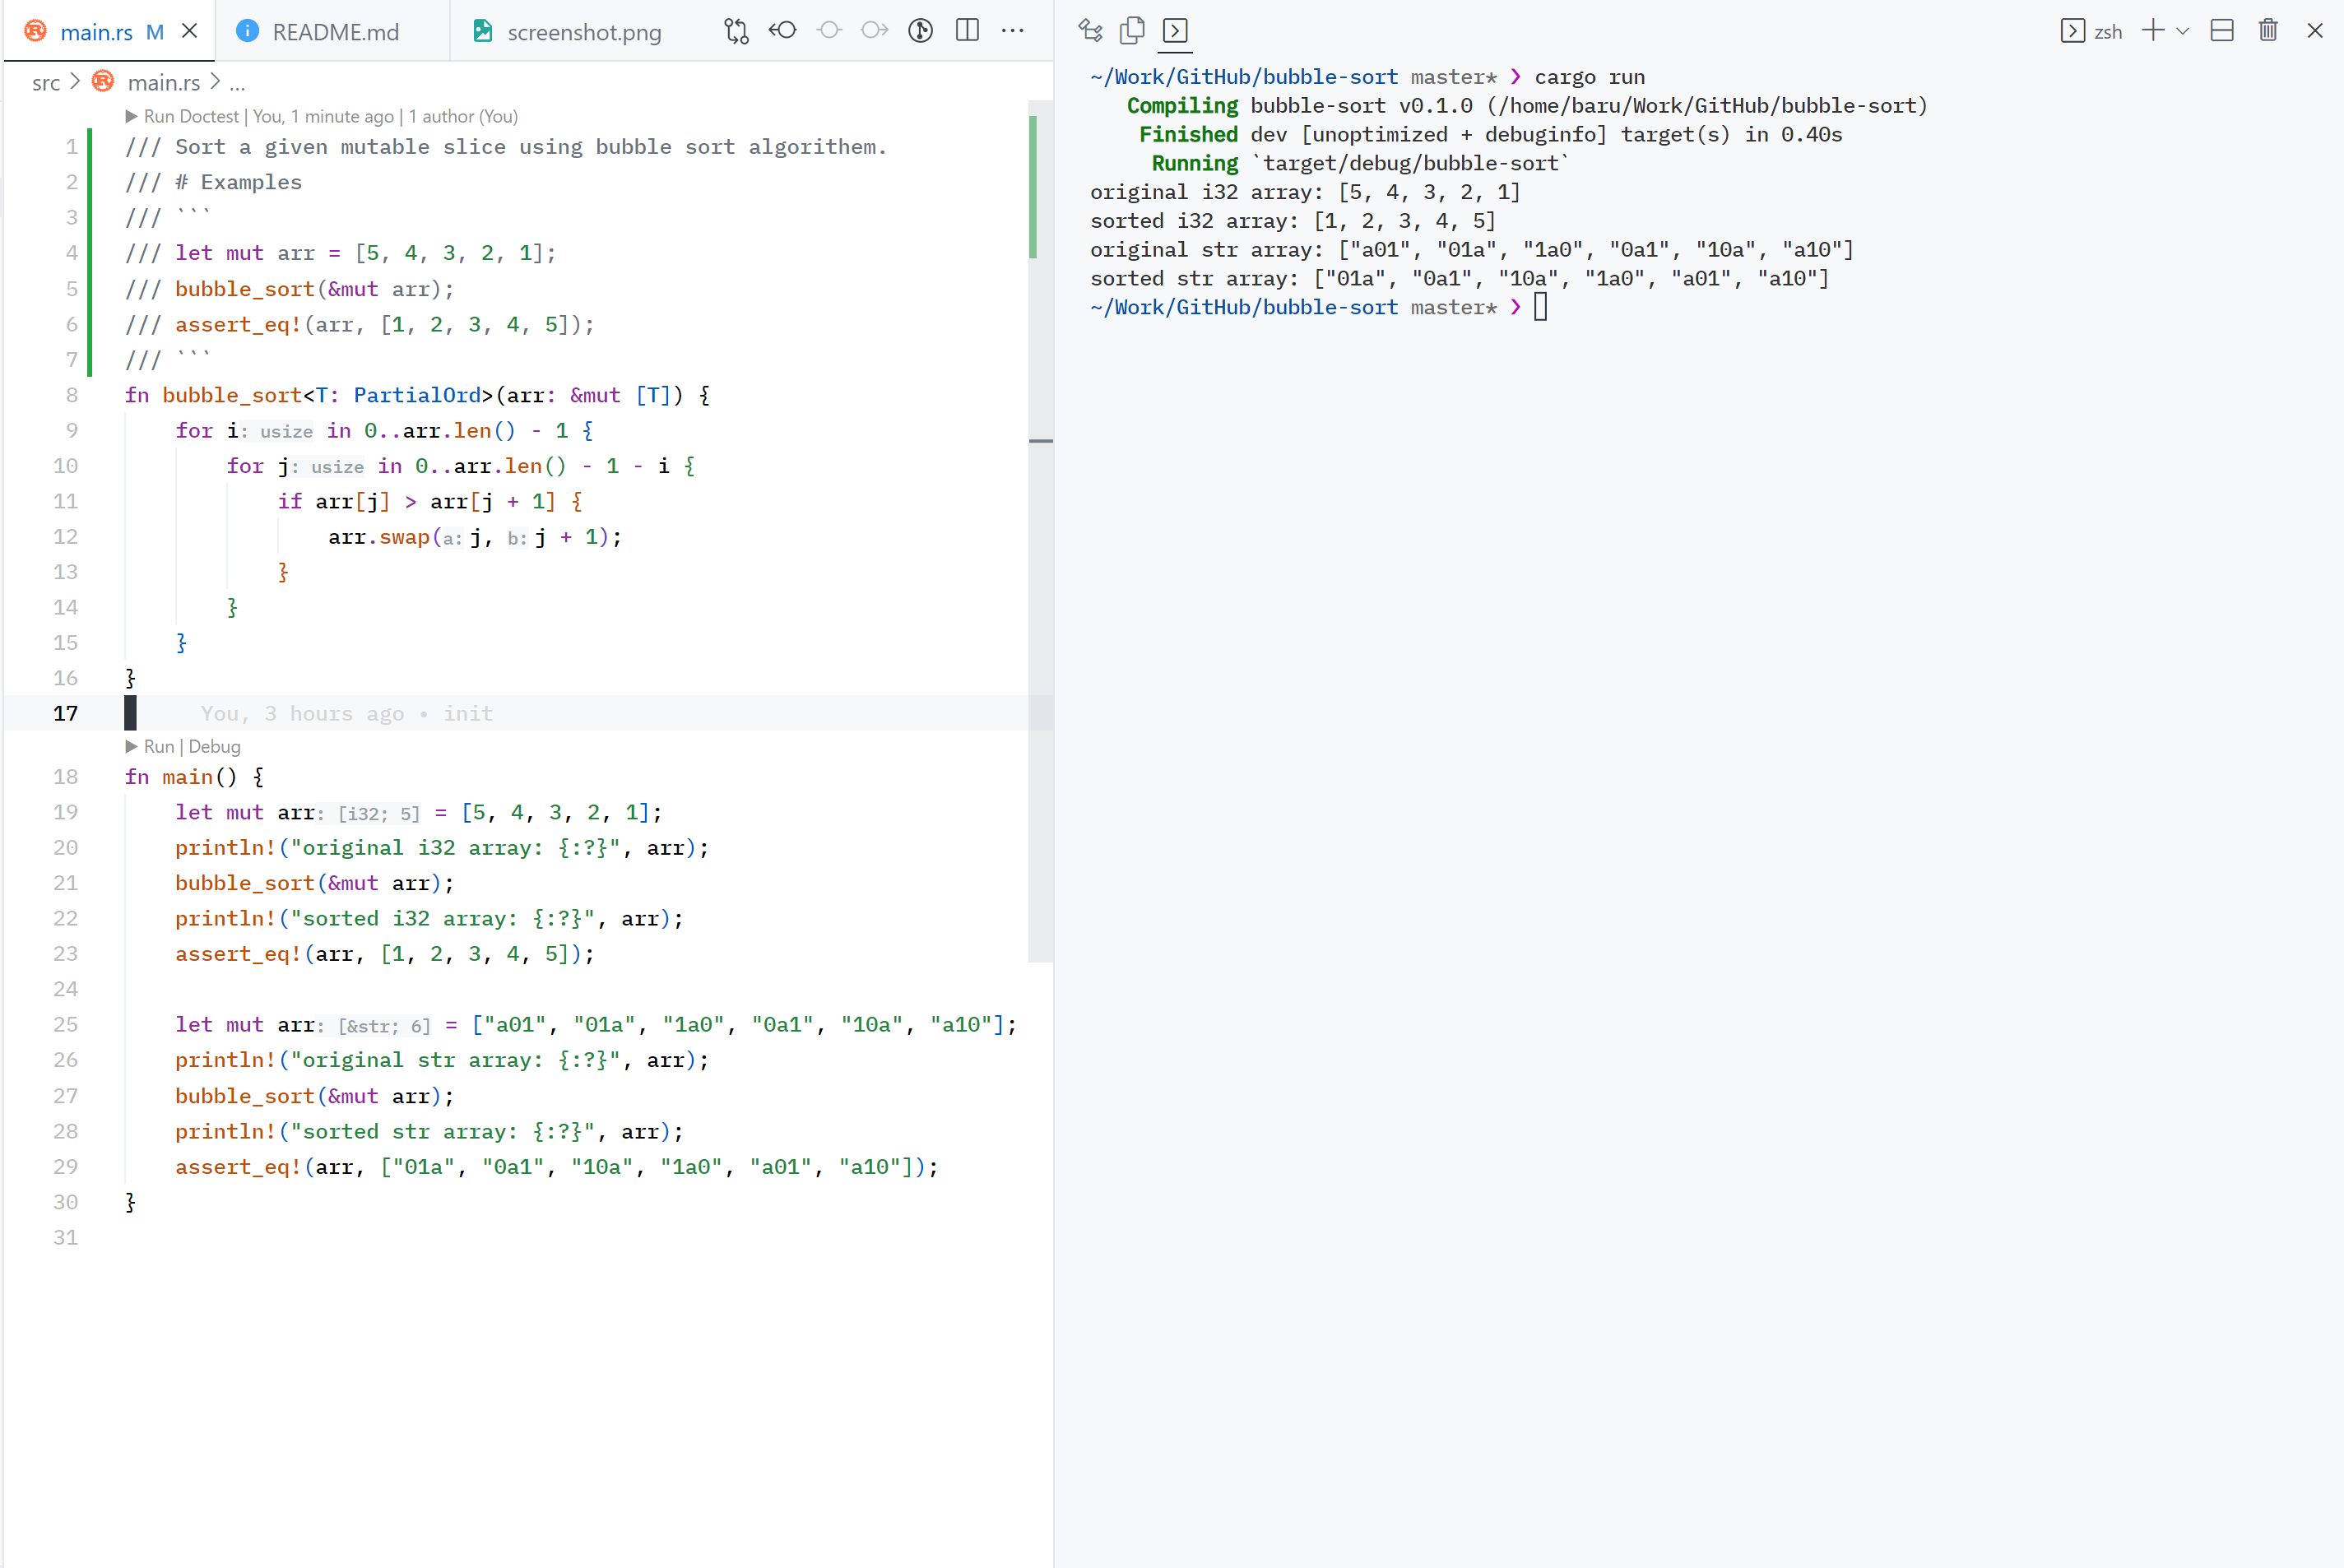 main.rs M
README.md
screenshot.png
src > main.rs > ...
Run Doctest | You, 1 minute ago | 1 author (You)
1 /// Sort a given mutable slice using bubble sort algorithem.
2 /// # Examples
3 /// ```
4 /// let mut arr = [5, 4, 3, 2, 1];
5 /// bubble_sort(&mut arr);
6 /// assert_eq!(arr, [1, 2, 3, 4, 5]);
7 /// ```
8 fn bubble_sort<T: PartialOrd>(arr: &mut [T]) {
9     for i: usize in 0..arr.len() - 1 {
10         for j: usize in 0..arr.len() - 1 - i {
11             if arr[j] > arr[j + 1] {
12                 arr.swap(a: j, b: j + 1);
13             }
14         }
15     }
16 }
17 You, 3 hours ago • init
Run | Debug
18 fn main() {
19     let mut arr: [i32; 5] = [5, 4, 3, 2, 1];
20     println!("original i32 array: {:?}", arr);
21     bubble_sort(&mut arr);
22     println!("sorted i32 array: {:?}", arr);
23     assert_eq!(arr, [1, 2, 3, 4, 5]);
24
25     let mut arr: [&str; 6] = ["a01", "01a", "1a0", "0a1", "10a", "a10"];
26     println!("original str array: {:?}", arr);
27     bubble_sort(&mut arr);
28     println!("sorted str array: {:?}", arr);
29     assert_eq!(arr, ["01a", "0a1", "10a", "1a0", "a01", "a10"]);
30 }
31
zsh
~/Work/GitHub/bubble-sort master* ❯ cargo run
   Compiling bubble-sort v0.1.0 (/home/baru/Work/GitHub/bubble-sort)
    Finished dev [unoptimized + debuginfo] target(s) in 0.40s
     Running `target/debug/bubble-sort`
original i32 array: [5, 4, 3, 2, 1]
sorted i32 array: [1, 2, 3, 4, 5]
original str array: ["a01", "01a", "1a0", "0a1", "10a", "a10"]
sorted str array: ["01a", "0a1", "10a", "1a0", "a01", "a10"]
~/Work/GitHub/bubble-sort master* ❯